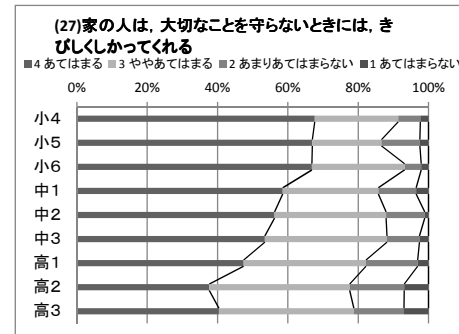 (27)家の人は，大切なことを守らないときには，き
びしくしかってくれる
■4 あてはまる ■3 ややあてはまる ■2 あまりあてはまらない ■1 あてはまらない
0% 20% 40% 60% 80% 100%
小4
小5
小6
中1
中2
中3
高1
高2
高3